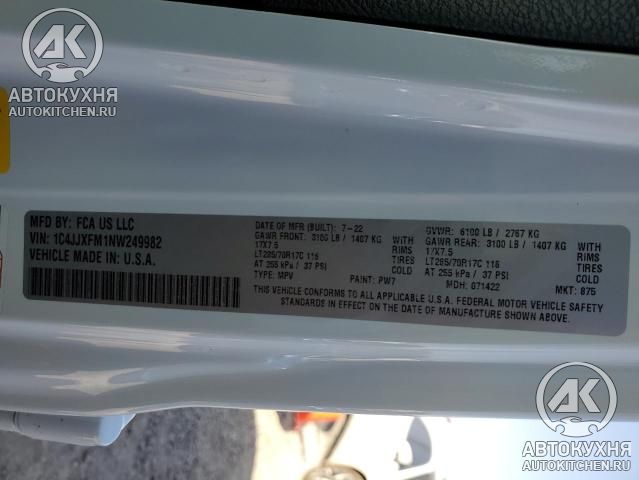 AK
АВТОКУХНЯ
AUTOKITCHEN.RU
MFD BY: FCA US LLC
VIN: 1C4JJXFM1NW249982
VEHICLE MADE IN U.S.A.
DATE OF MFR (BUILT): 7-22
GAWR FRONT: 3100 LB / 1407 KG WITH
17X7.5 RIMS
LT285/70R17C 116 TIRES
AT 255 kPa / 37 PSI COLD
TYPE: MPV PAINT: PW7
GVWR: 6100 LB / 2767 KG
GAWR REAR: 3100 LB / 1407 KG WITH
17X7.5 RIMS
LT285/70R17C 116 TIRES
AT 255 kPa / 37 PSI COLD
MDH: 071422 MKT: 875
THIS VEHICLE CONFORMS TO ALL APPLICABLE U.S.A. FEDERAL MOTOR VEHICLE SAFETY
STANDARDS IN EFFECT ON THE DATE OF MANUFACTURE SHOWN ABOVE
AK
АВТОКУХНЯ
AUTOKITCHEN.RU